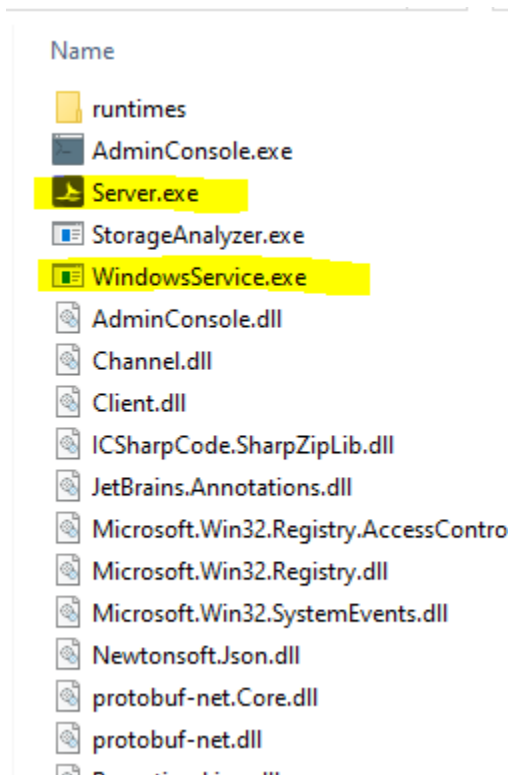 Name
runtimes
AdminConsole.exe
Server.exe
StorageAnalyzer.exe
WindowsService.exe
AdminConsole.dll
Channel.dll
Client.dll
ICSharpCode.SharpZipLib.dll
JetBrains.Annotations.dll
Microsoft.Win32.Registry.AccessContro
Microsoft.Win32.Registry.dll
Microsoft.Win32.SystemEvents.dll
Newtonsoft.Json.dll
protobuf-net.Core.dll
protobuf-net.dll